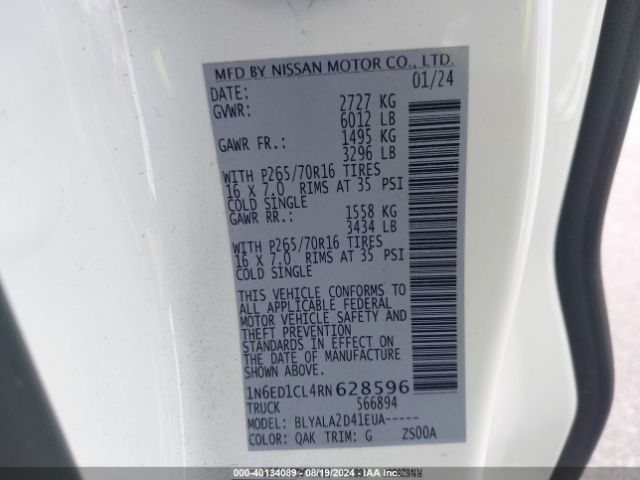 MFD BY NISSAN MOTOR CO., LTD.
DATE: 01/24
GVWR: 2727 KG
6012 LB
GAWR FR.: 1495 KG
3296 LB
WITH P265/70R16 TIRES
16 X 7.0 RIMS AT 35 PSI
COLD SINGLE
GAWR RR.: 1558 KG
3434 LB
WITH P265/70R16 TIRES
16 X 7.0 RIMS AT 35 PSI
COLD SINGLE
THIS VEHICLE CONFORMS TO
ALL APPLICABLE FEDERAL
MOTOR VEHICLE SAFETY AND
THEFT PREVENTION
STANDARDS IN EFFECT ON
THE DATE OF MANUFACTURE
SHOWN ABOVE.
1N6ED1CL4RN628596
TRUCK 566894
MODEL: BLYALA2D41EUA-----
COLOR: QAK TRIM: G ZS00A
000-40134089 - 08/19/2024 - IAA, Inc.